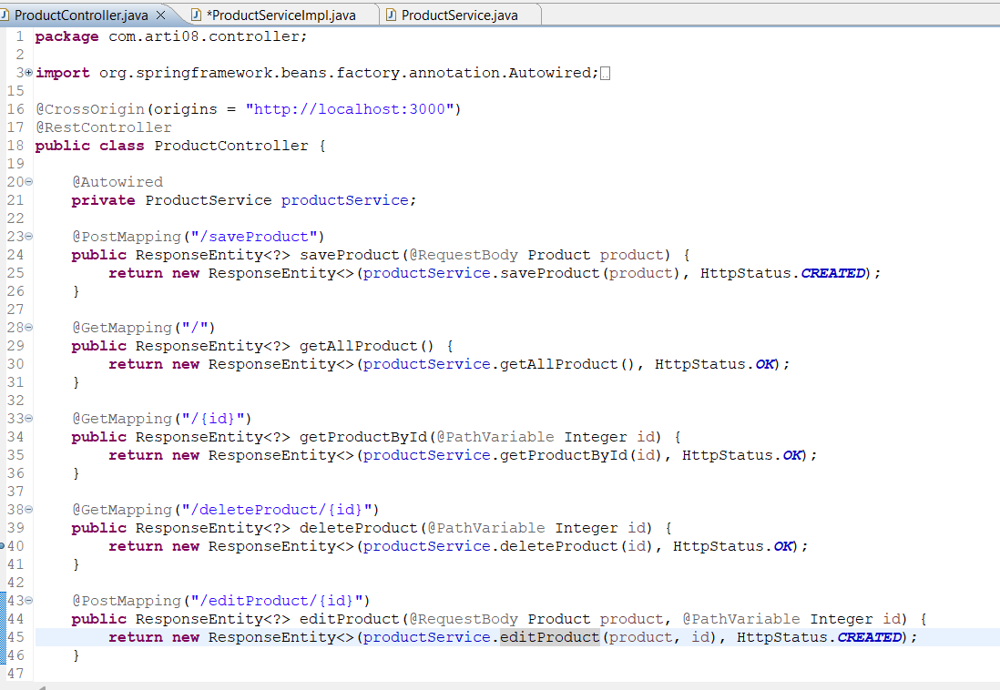 ProductController.java *ProductServiceImpl.java ProductService.java
1 package com.arti08.controller;
2
3 import org.springframework.beans.factory.annotation.Autowired;
15
16 @CrossOrigin(origins = "http://localhost:3000")
17 @RestController
18 public class ProductController {
19
20 @Autowired
21 private ProductService productService;
22
23 @PostMapping("/saveProduct")
24 public ResponseEntity<?> saveProduct(@RequestBody Product product) {
25 return new ResponseEntity<>(productService.saveProduct(product), HttpStatus.CREATED);
26 }
27
28 @GetMapping("/")
29 public ResponseEntity<?> getAllProduct() {
30 return new ResponseEntity<>(productService.getAllProduct(), HttpStatus.OK);
31 }
32
33 @GetMapping("/{id}")
34 public ResponseEntity<?> getProductById(@PathVariable Integer id) {
35 return new ResponseEntity<>(productService.getProductById(id), HttpStatus.OK);
36 }
37
38 @GetMapping("/deleteProduct/{id}")
39 public ResponseEntity<?> deleteProduct(@PathVariable Integer id) {
40 return new ResponseEntity<>(productService.deleteProduct(id), HttpStatus.OK);
41 }
42
43 @PostMapping("/editProduct/{id}")
44 public ResponseEntity<?> editProduct(@RequestBody Product product, @PathVariable Integer id) {
45 return new ResponseEntity<>(productService.editProduct(product, id), HttpStatus.CREATED);
46 }
47